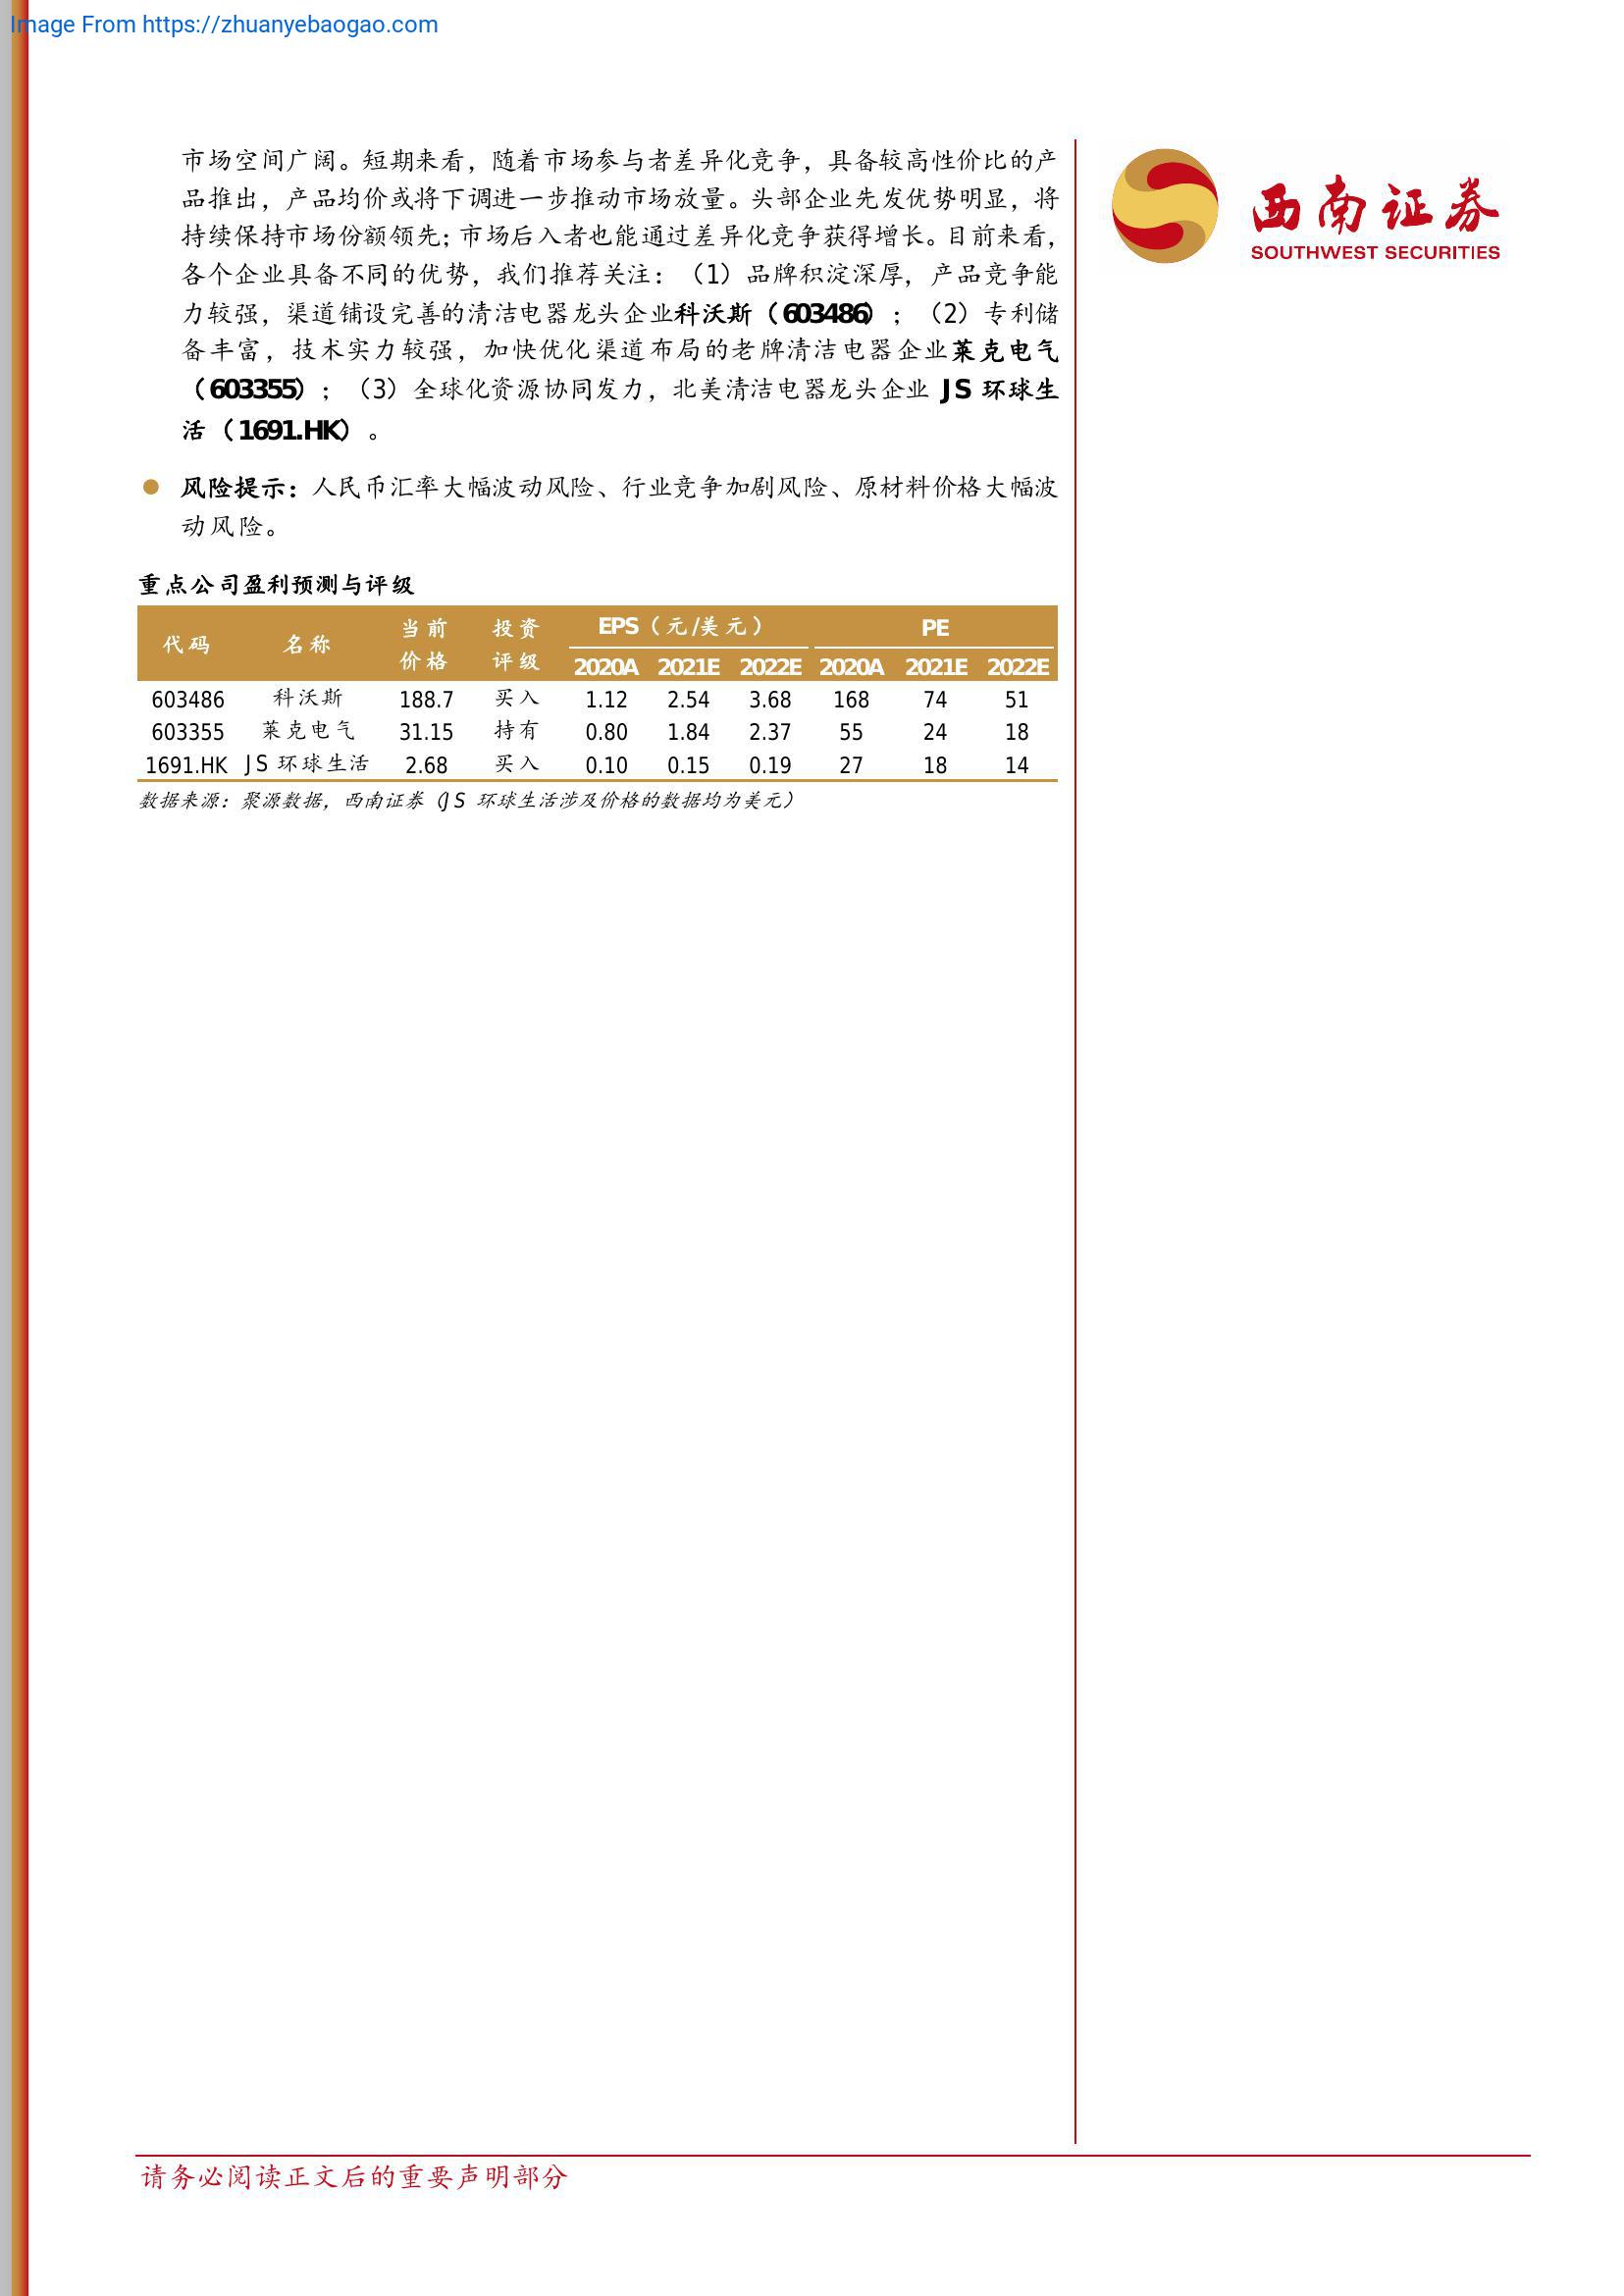 Image From https://zhuanyebaogao.com
市场空间广阔。短期来看，随着市场参与者差异化竞争，具备较高性价比的产
品推出，产品均价或将下调进一步推动市场放量。头部企业先发优势明显，将
持续保持市场份额领先；市场后入者也能通过差异化竞争获得增长。目前来看，
各个企业具备不同的优势，我们推荐关注：（1）品牌积淀深厚，产品竞争能
力较强，渠道铺设完善的清洁电器龙头企业科沃斯（603486）；（2）专利储
备丰富，技术实力较强，加快优化渠道布局的老牌清洁电器企业莱克电气
（603355）；（3）全球化资源协同发力，北美清洁电器龙头企业 JS 环球生
活（1691.HK）。
西南证券
SOUTHWEST SECURITIES
● 风险提示：人民币汇率大幅波动风险、行业竞争加剧风险、原材料价格大幅波
动风险。
重点公司盈利预测与评级
代码 名称 当前价格 投资评级 EPS（元/美元） PE
2020A 2021E 2022E 2020A 2021E 2022E
603486 科沃斯 188.7 买入 1.12 2.54 3.68 168 74 51
603355 莱克电气 31.15 持有 0.80 1.84 2.37 55 24 18
1691.HK JS 环球生活 2.68 买入 0.10 0.15 0.19 27 18 14
数据来源：聚源数据，西南证券（JS 环球生活涉及价格的数据均为美元）
请务必阅读正文后的重要声明部分